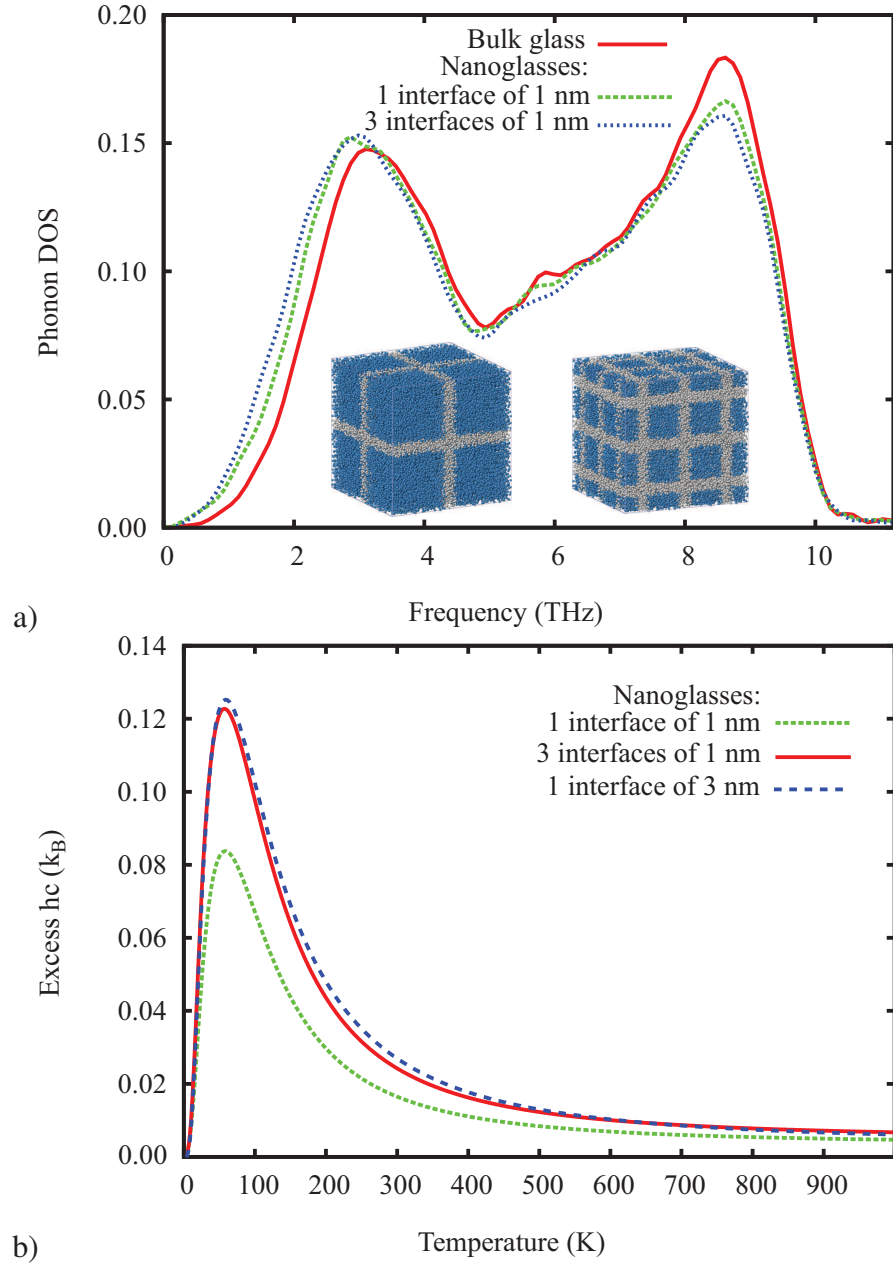 0.20
Bulk glass
Nanoglasses:
1 interface of 1 nm
3 interfaces of 1 nm
0.15
0.10
0.05
0.00
Phonon DOS
0 2 4 6 8 10
Frequency (THz)
a)
0.14
0.12
0.10
0.08
0.06
0.04
0.02
0.00
Nanoglasses:
1 interface of 1 nm
3 interfaces of 1 nm
1 interface of 3 nm
Excess hc (k_B)
0 100 200 300 400 500 600 700 800 900
Temperature (K)
b)